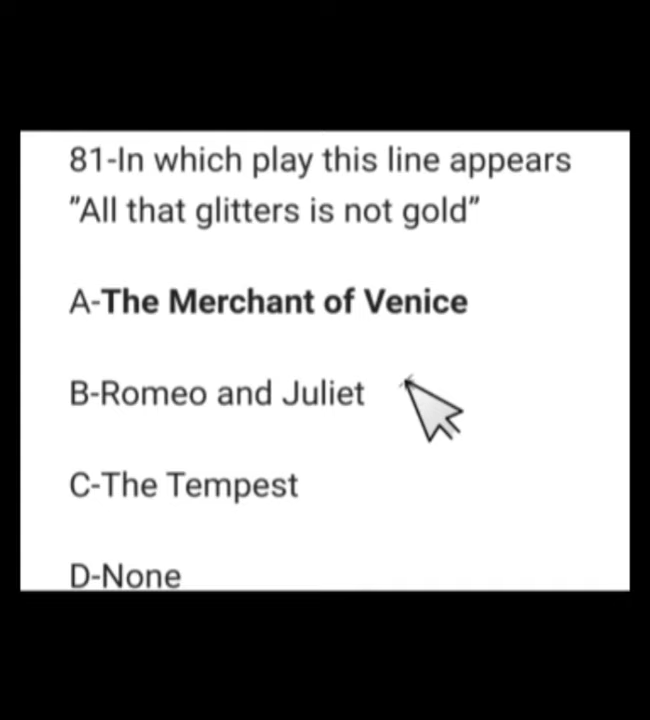 81-In which play this line appears
"All that glitters is not gold”
A-The Merchant of Venice
B-Romeo and Juliet
C-The Tempest
D-None